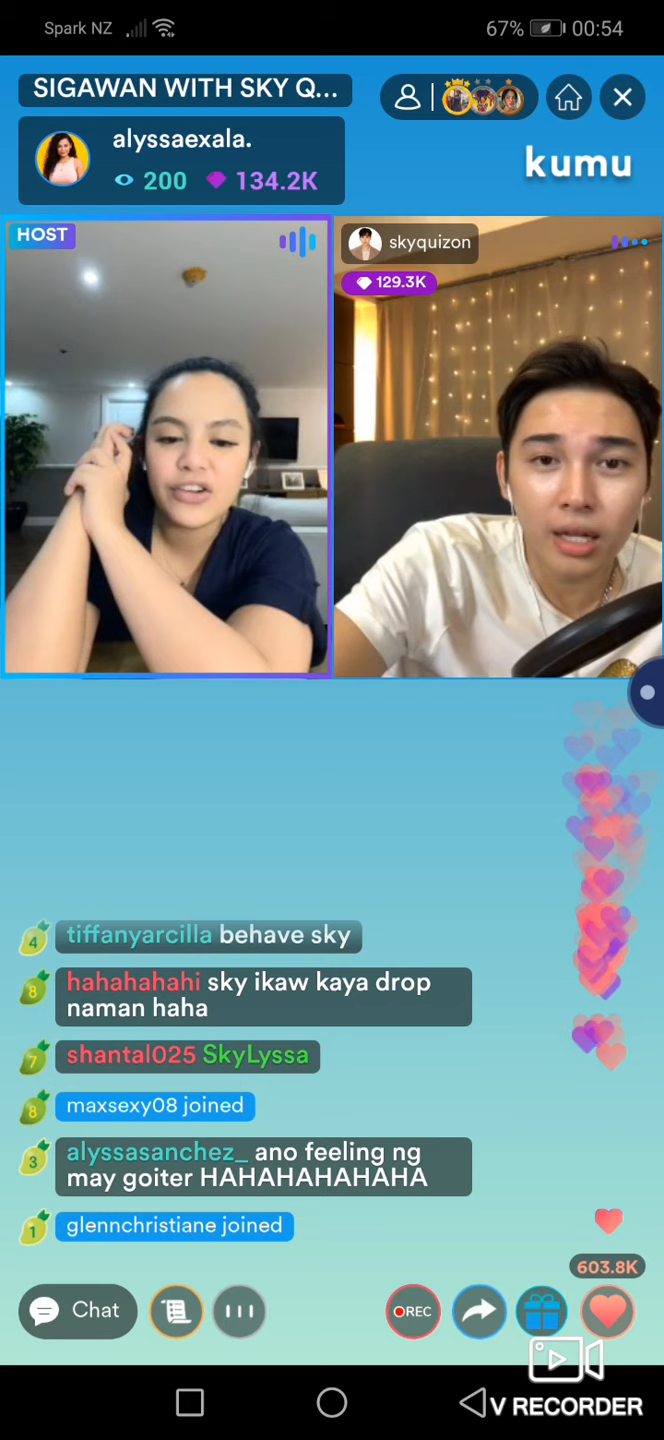 Spark NZ
67% 00:54
SIGAWAN WITH SKY Q...
alyssaexala.
200 134.2K
kumu
HOST
skyquizon
129.3K
4 tiffanyarcilla behave sky
8 hahahahahi sky ikaw kaya drop
naman haha
7 shantal025 SkyLyssa
8 maxsexy08 joined
3 alyssasanchez_ ano feeling ng
may goiter HAHAHAHAHAHA
1 glennchristiane joined
603.8K
Chat
REC
V RECORDER